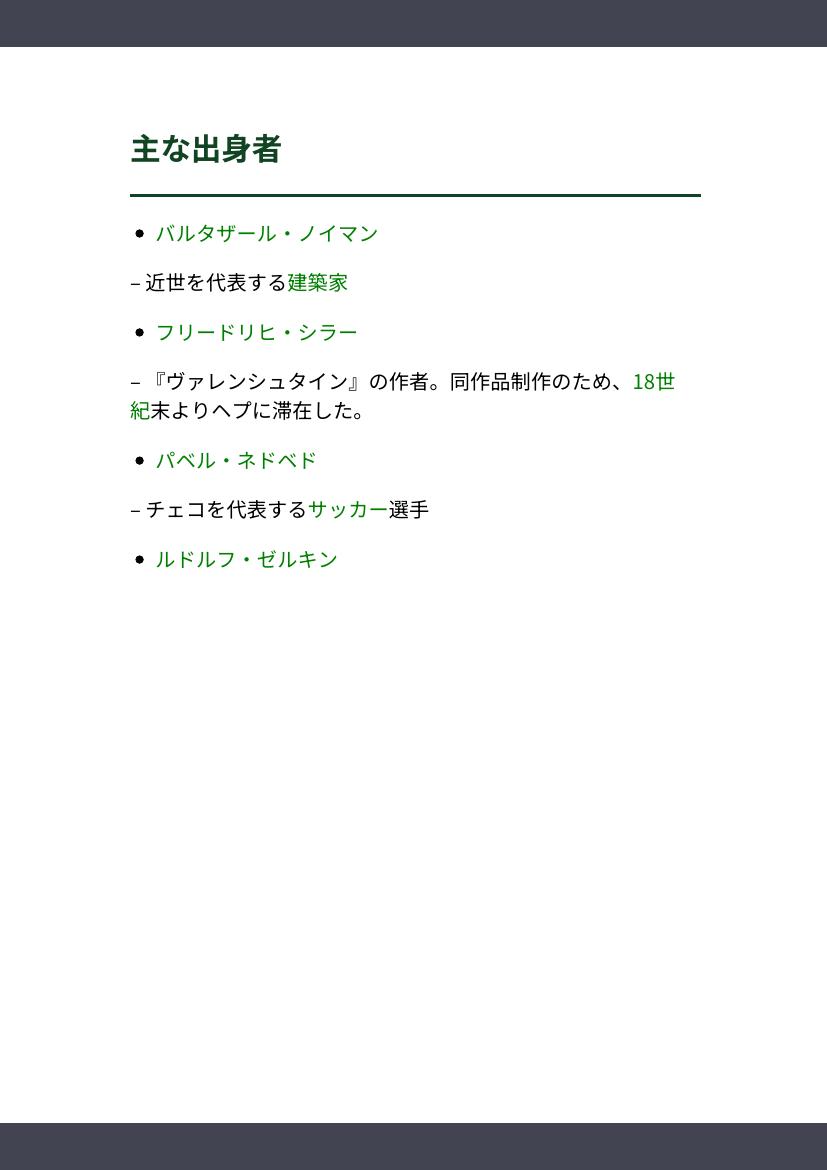 主な出身者
• バルタザール・ノイマン
– 近世を代表する建築家
• フリードリヒ・シラー
– 『ヴァレンシュタイン』の作者。同作品制作のため、18世
紀末よりヘプに滞在した。
• パベル・ネドベド
– チェコを代表するサッカー選手
• ルドルフ・ゼルキン